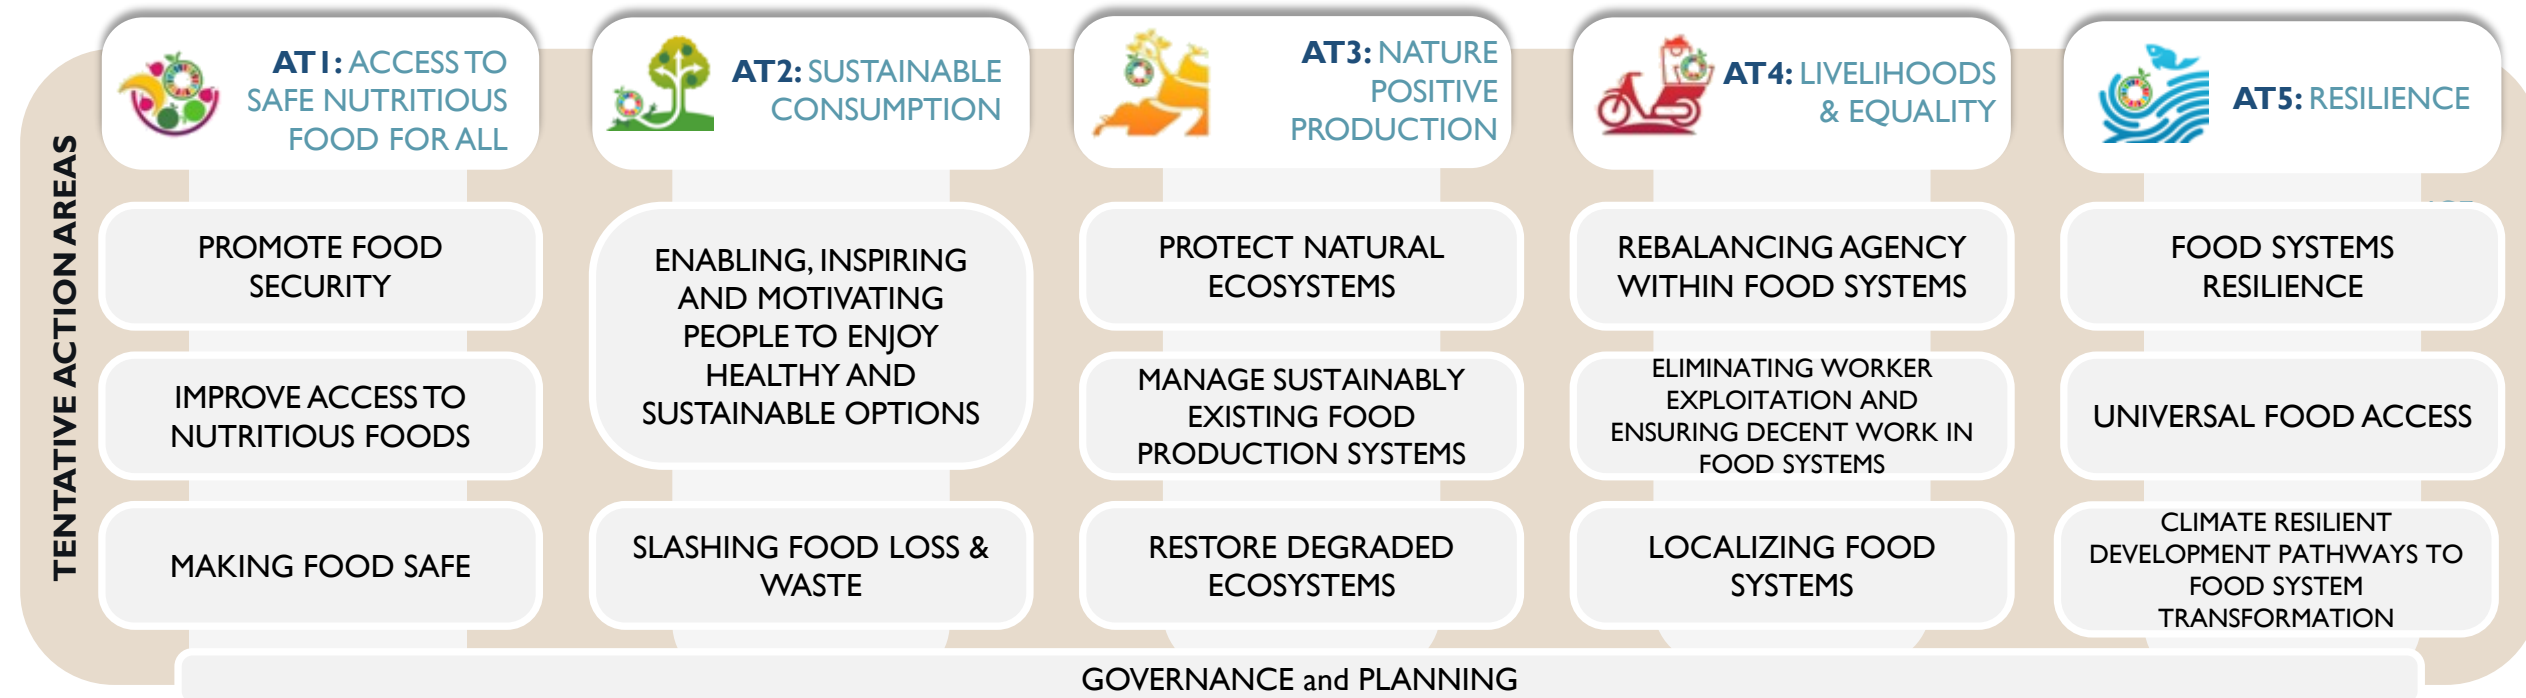 TENTATIVE ACTION AREAS
AT1: ACCESS TO
SAFE NUTRITIOUS
FOOD FOR ALL
PROMOTE FOOD
SECURITY
IMPROVE ACCESS TO
NUTRITIOUS FOODS
MAKING FOOD SAFE
AT2: SUSTAINABLE
CONSUMPTION
ENABLING, INSPIRING
AND MOTIVATING
PEOPLE TO ENJOY
HEALTHY AND
SUSTAINABLE OPTIONS
SLASHING FOOD LOSS &
WASTE
AT3: NATURE
POSITIVE
PRODUCTION
PROTECT NATURAL
ECOSYSTEMS
MANAGE SUSTAINABLY
EXISTING FOOD
PRODUCTION SYSTEMS
RESTORE DEGRADED
ECOSYSTEMS
AT4: LIVELIHOODS
& EQUALITY
REBALANCING AGENCY
WITHIN FOOD SYSTEMS
ELIMINATING WORKER
EXPLOITATION AND
ENSURING DECENT WORK IN
FOOD SYSTEMS
LOCALIZING FOOD
SYSTEMS
AT5: RESILIENCE
FOOD SYSTEMS
RESILIENCE
UNIVERSAL FOOD ACCESS
CLIMATE RESILIENT
DEVELOPMENT PATHWAYS TO
FOOD SYSTEM
TRANSFORMATION
GOVERNANCE and PLANNING